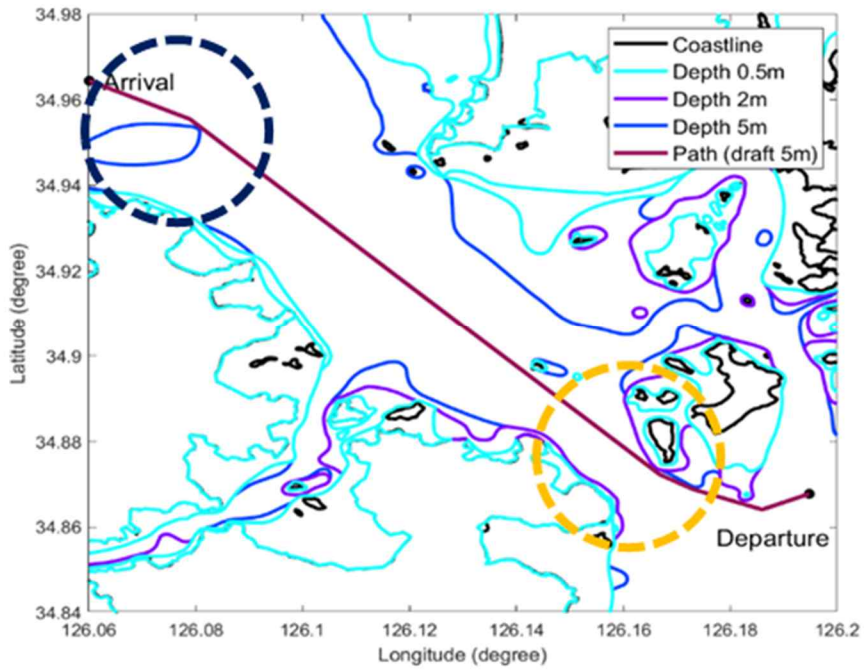 34.98
34.96
34.94
34.92
34.9
34.88
34.86
34.84
Latitude (degree)
Arrival
Coastline
Depth 0.5m
Depth 2m
Depth 5m
Path (draft 5m)
Departure
126.06
126.08
126.1
126.12
126.14
126.16
126.18
126.2
Longitude (degree)